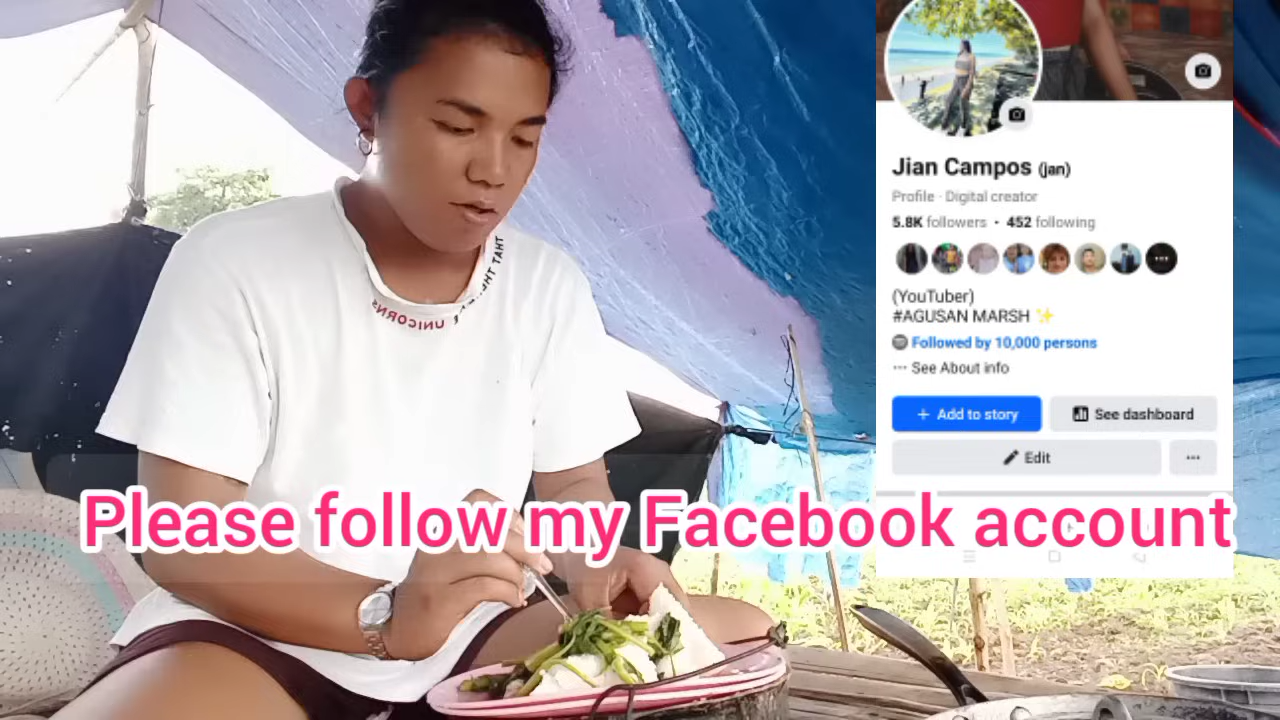 Jian Campos (jan)
Profile · Digital creator
5.8K followers • 452 following
(YouTuber)
#AGUSAN MARSH ✨
Followed by 10,000 persons
··· See About info
+ Add to story
See dashboard
Edit
Please follow my Facebook account
UNICORNS